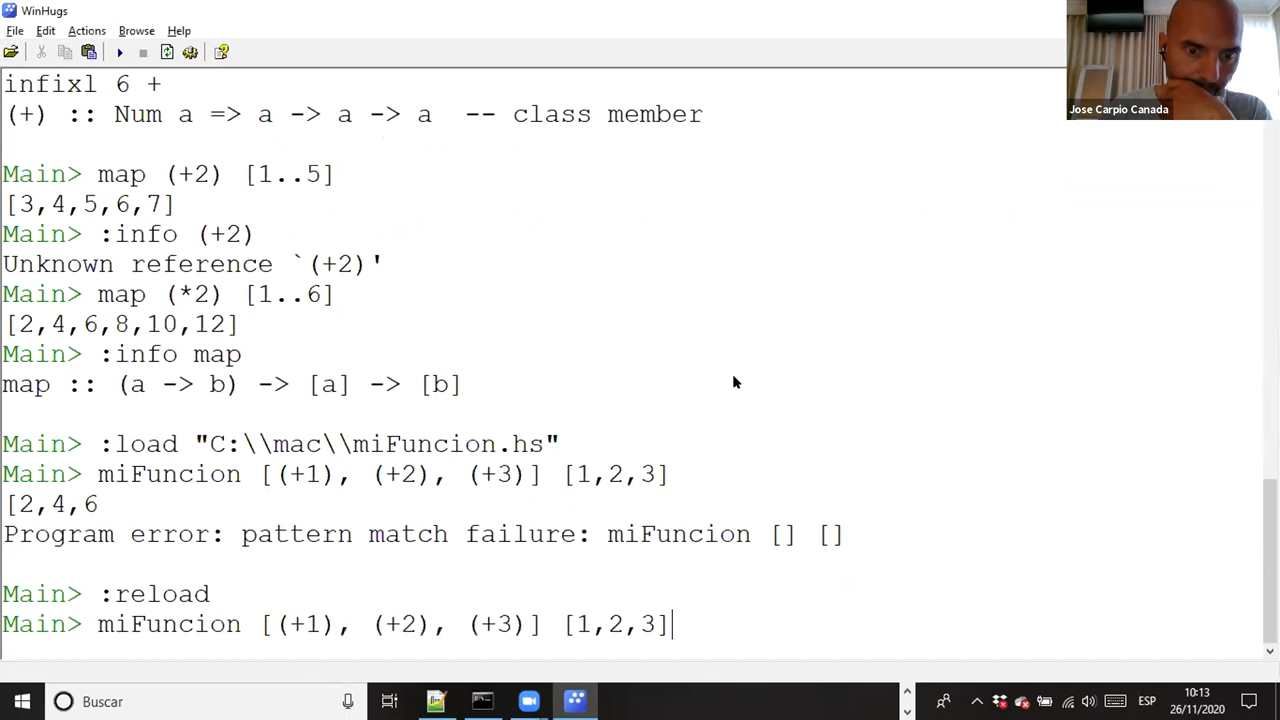 WinHugs
File Edit Actions Browse Help
infixl 6 +
(+) :: Num a => a -> a -> a  -- class member
Main> map (+2) [1..5]
[3,4,5,6,7]
Main> :info (+2)
Unknown reference `(+2)'
Main> map (*2) [1..6]
[2,4,6,8,10,12]
Main> :info map
map :: (a -> b) -> [a] -> [b]
Main> :load "C:\\mac\\miFuncion.hs"
Main> miFuncion [(+1), (+2), (+3)] [1,2,3]
[2,4,6
Program error: pattern match failure: miFuncion [] []
Main> :reload
Main> miFuncion [(+1), (+2), (+3)] [1,2,3]
Jose Carpio Canada
Buscar
ESP
10:13
26/11/2020